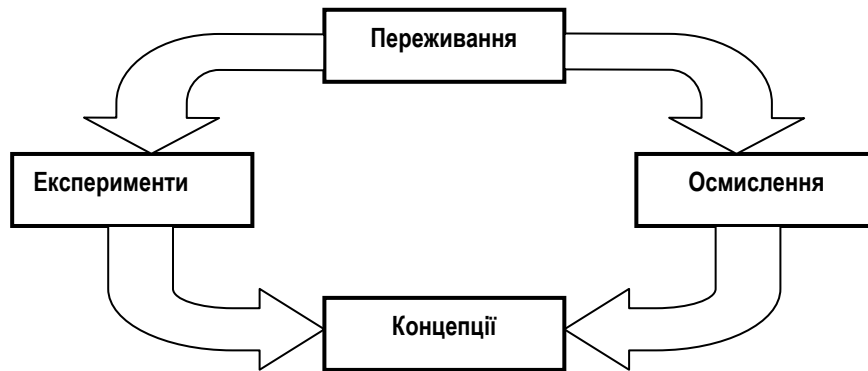 Переживання
Експерименти
Осмислення
Концепції